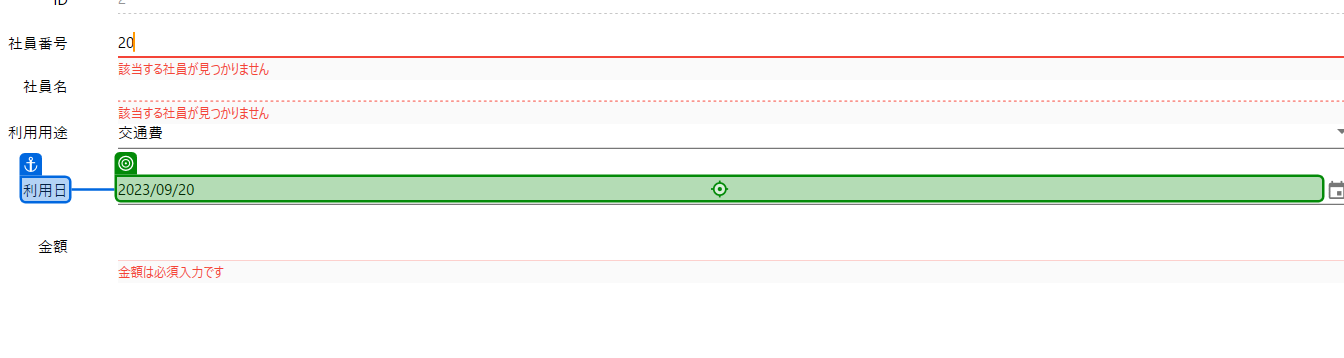 ID 2
社員番号 20
該当する社員が見つかりません
社員名
該当する社員が見つかりません
利用用途 交通費
利用日 2023/09/20
金額
金額は必須入力です